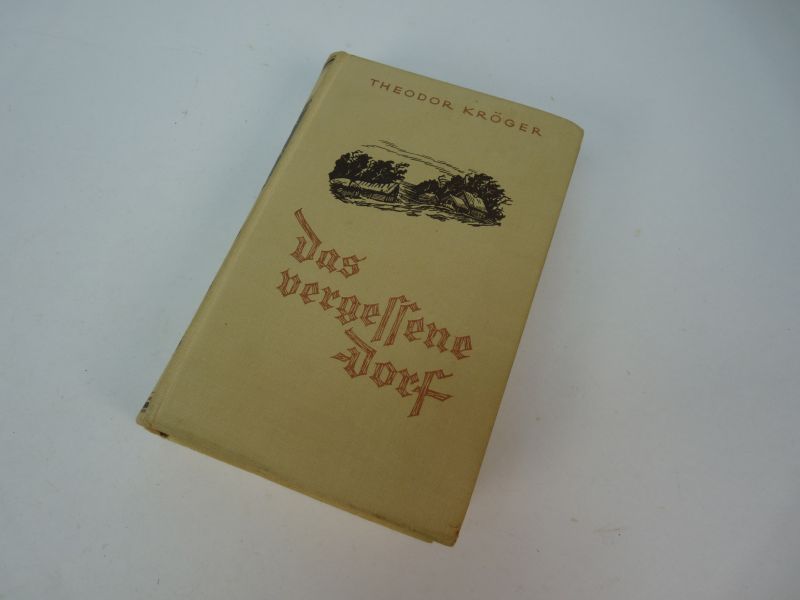 THEODOR KRÖGER
Das
vergeſſene
Dorf